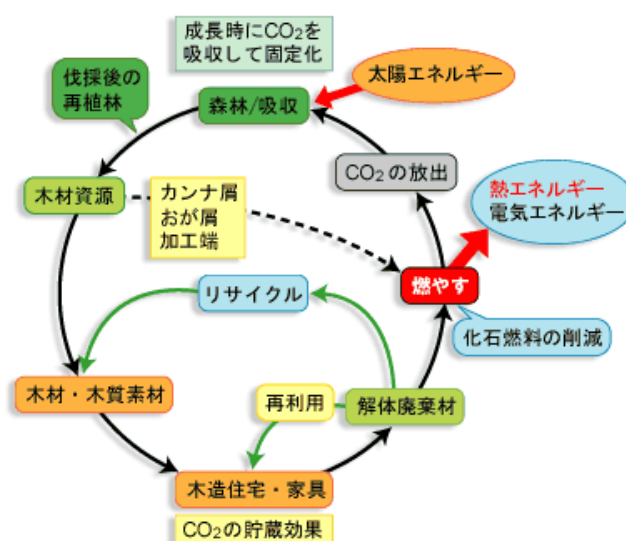 成長時にCO₂を
吸収して固定化
太陽エネルギー
伐採後の
再植林
森林/吸収
CO₂の放出
木材資源
カンナ屑
おが屑
加工端
熱エネルギー
電気エネルギー
燃やす
リサイクル
化石燃料の削減
木材・木質素材
再利用
解体廃棄材
木造住宅・家具
CO₂の貯蔵効果